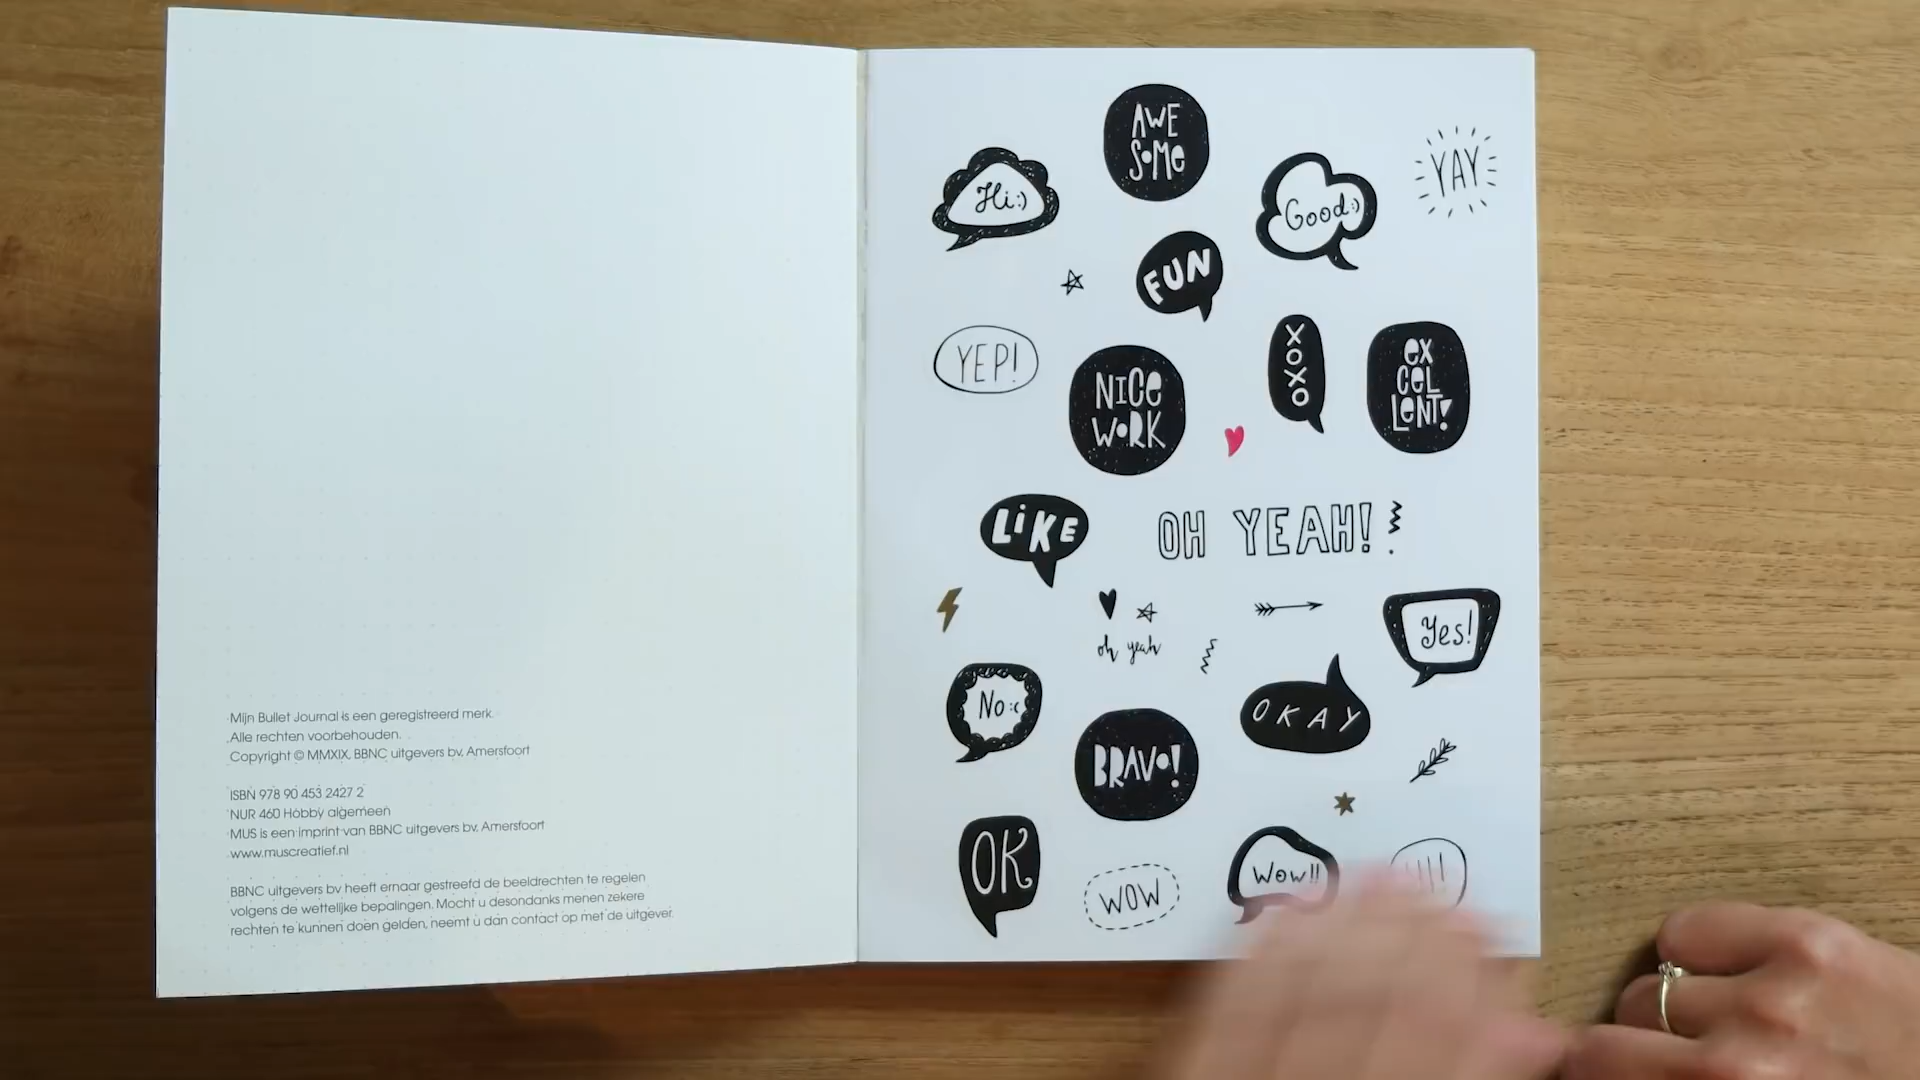 Mijn Bullet Journal is een geregistreerd merk.
Alle rechten voorbehouden.
Copyright © MMXIX, BBNC uitgevers bv, Amersfoort
ISBN 978 90 453 2427 2
NUR 460 Hobby algemeen
MUS is een imprint van BBNC uitgevers bv, Amersfoort
www.muscreatief.nl
BBNC uitgevers bv heeft ernaar gestreefd de beeldrechten te regelen
volgens de wettelijke bepalingen. Mocht u desondanks menen zekere
rechten te kunnen doen gelden, neemt u dan contact op met de uitgever.
AWE
SOMe
Hi:)
Good:)
YAY
FUN
YEP!
NICe
WORK
XOXO
ex
cel
LeNT!
LiKE
OH YEAH!
oh yeah
Yes!
No:(
OKAY
BRAVo!
OK
WOW
Wow!!